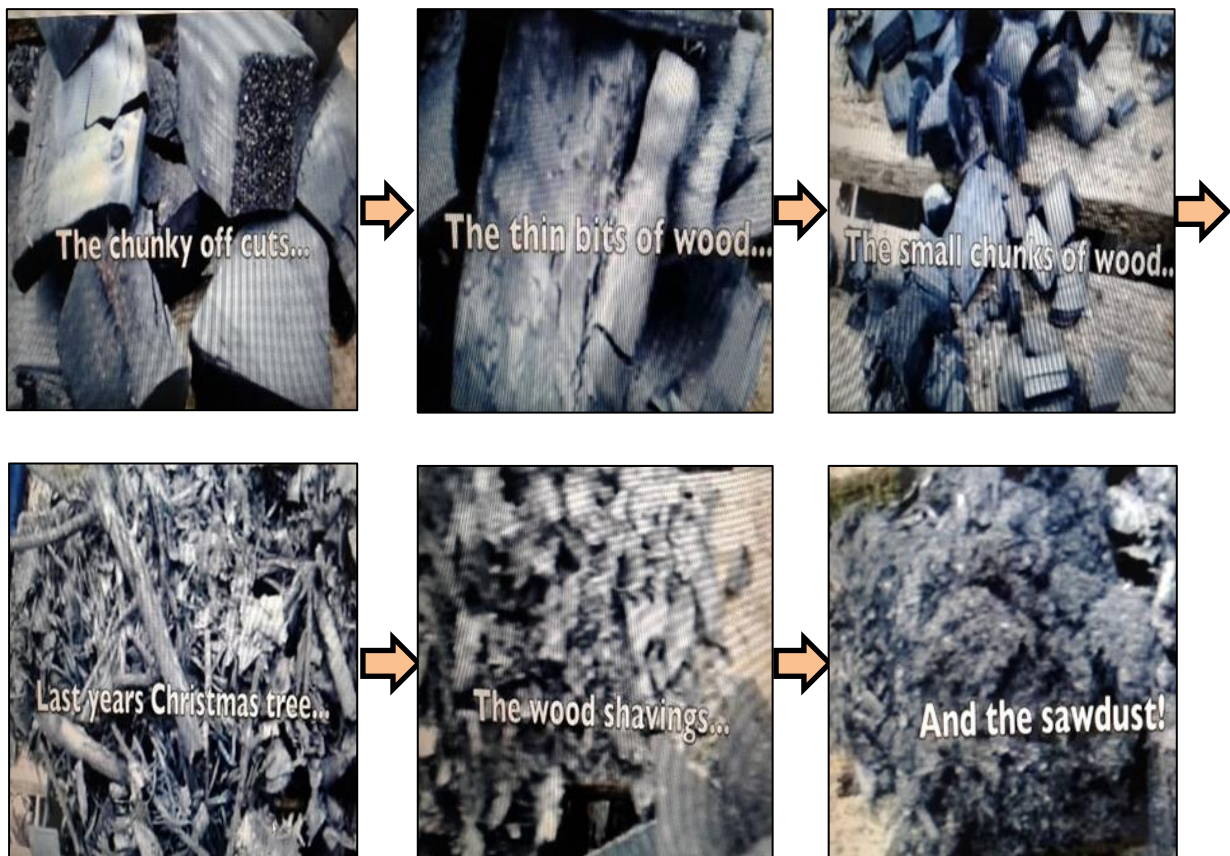 The chunky off cuts...
The thin bits of wood...
The small chunks of wood..
Last years Christmas tree...
The wood shavings...
And the sawdust!